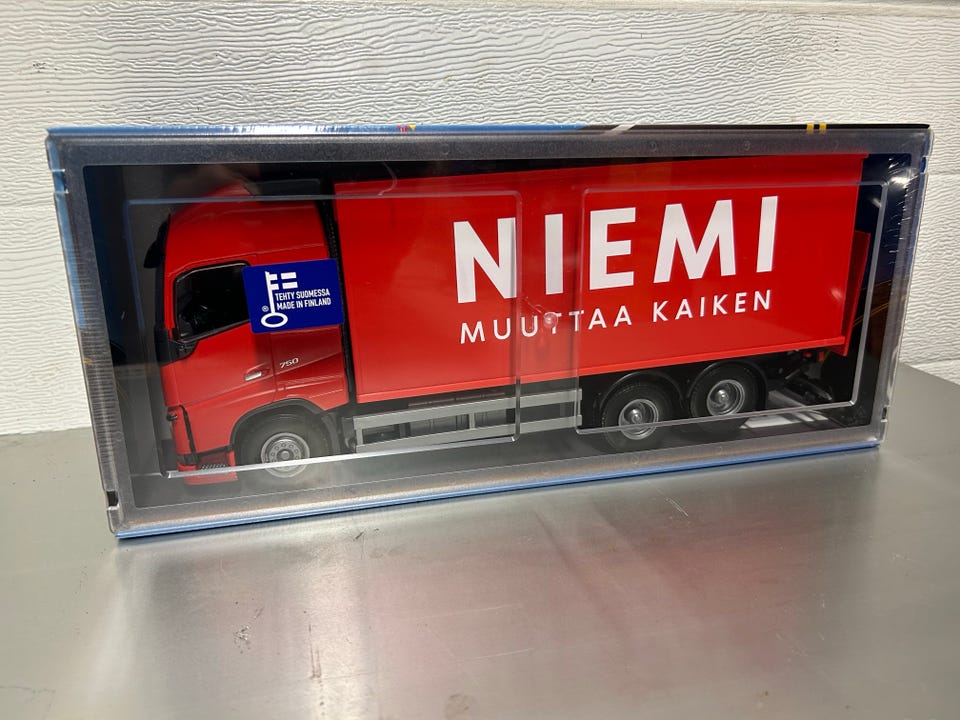 NIEMI
MUUTTAA KAIKEN
® TEHTY SUOMESSA
MADE IN FINLAND
750